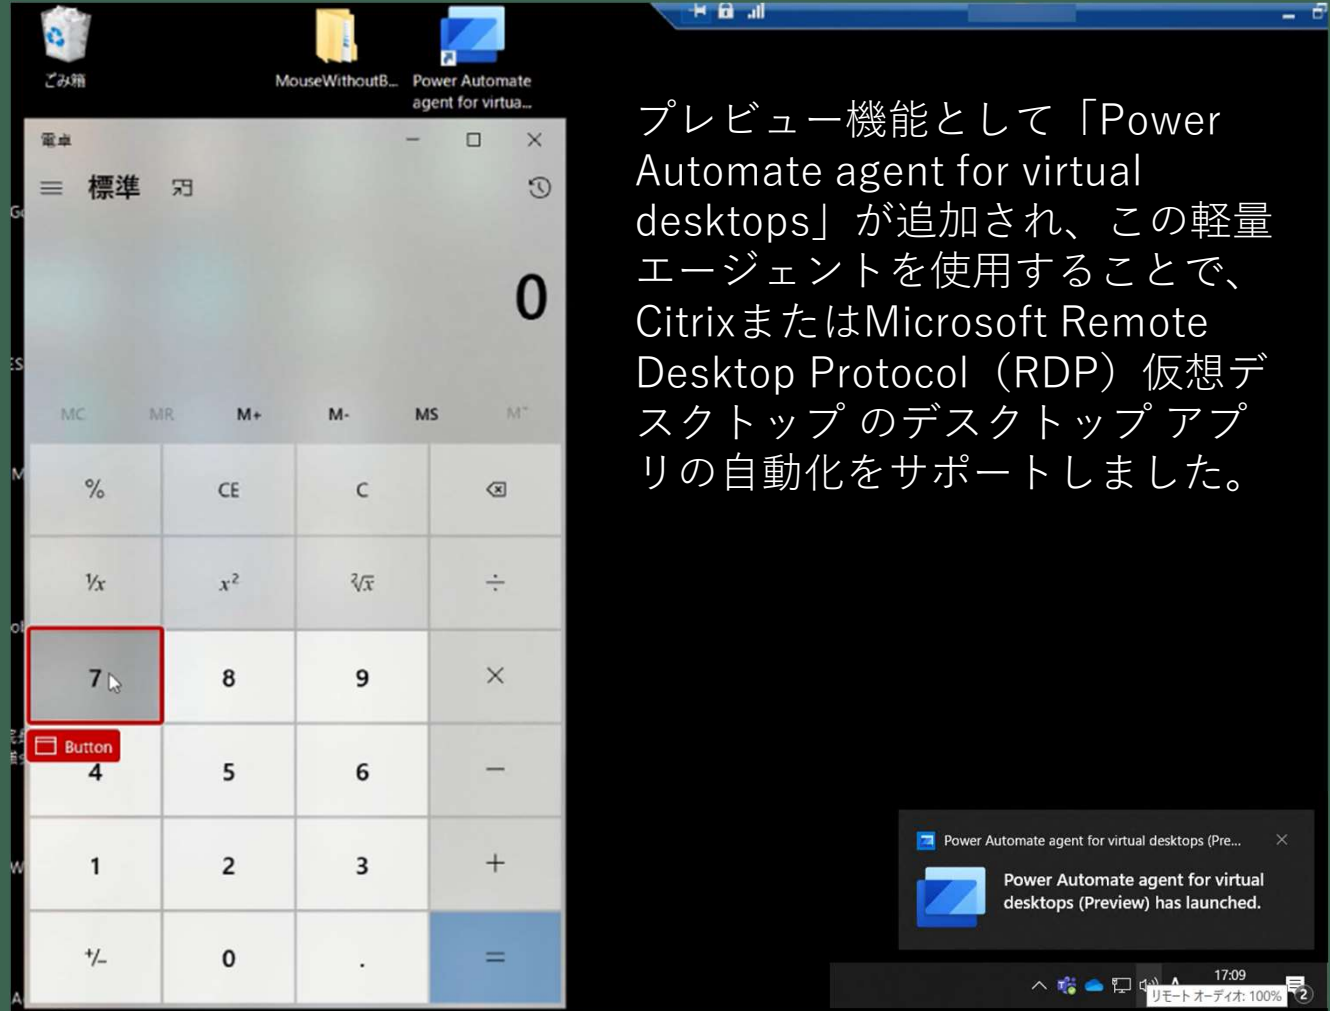 ごみ箱
MouseWithoutB...
Power Automate
agent for virtua...
電卓
標準
0
MC MR M+ M- MS M˅
% CE C
¹/x x² ²√x ÷
7 8 9 ×
Button
4 5 6 −
1 2 3 +
+/− 0 . =
プレビュー機能として「Power
Automate agent for virtual
desktops」が追加され、この軽量
エージェントを使用することで、
CitrixまたはMicrosoft Remote
Desktop Protocol（RDP）仮想デ
スクトップ のデスクトップ アプ
リの自動化をサポートしました。
Power Automate agent for virtual desktops (Pre...
Power Automate agent for virtual
desktops (Preview) has launched.
17:09
リモート オーディオ: 100%
2